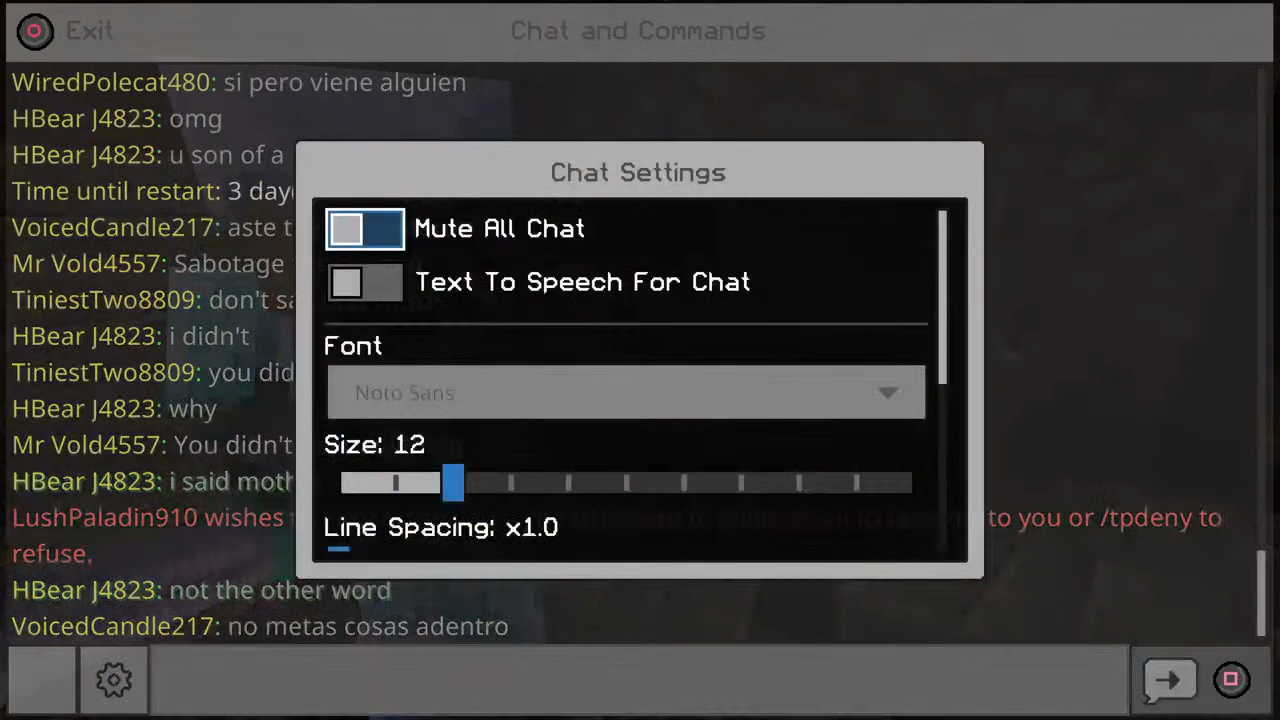 Exit
Chat and Commands
WiredPolecat480: si pero viene alguien
HBear J4823: omg
HBear J4823: u son of a
Time until restart: 3 day
VoicedCandle217: aste t
Mr Vold4557: Sabotage
TiniestTwo8809: don't sa
HBear J4823: i didn't
TiniestTwo8809: you did
HBear J4823: why
Mr Vold4557: You didn't
HBear J4823: i said moth
LushPaladin910 wishes to you or /tpdeny to
refuse.
HBear J4823: not the other word
VoicedCandle217: no metas cosas adentro
Chat Settings
Mute All Chat
Text To Speech For Chat
Font
Noto Sans
Size: 12
Line Spacing: x1.0